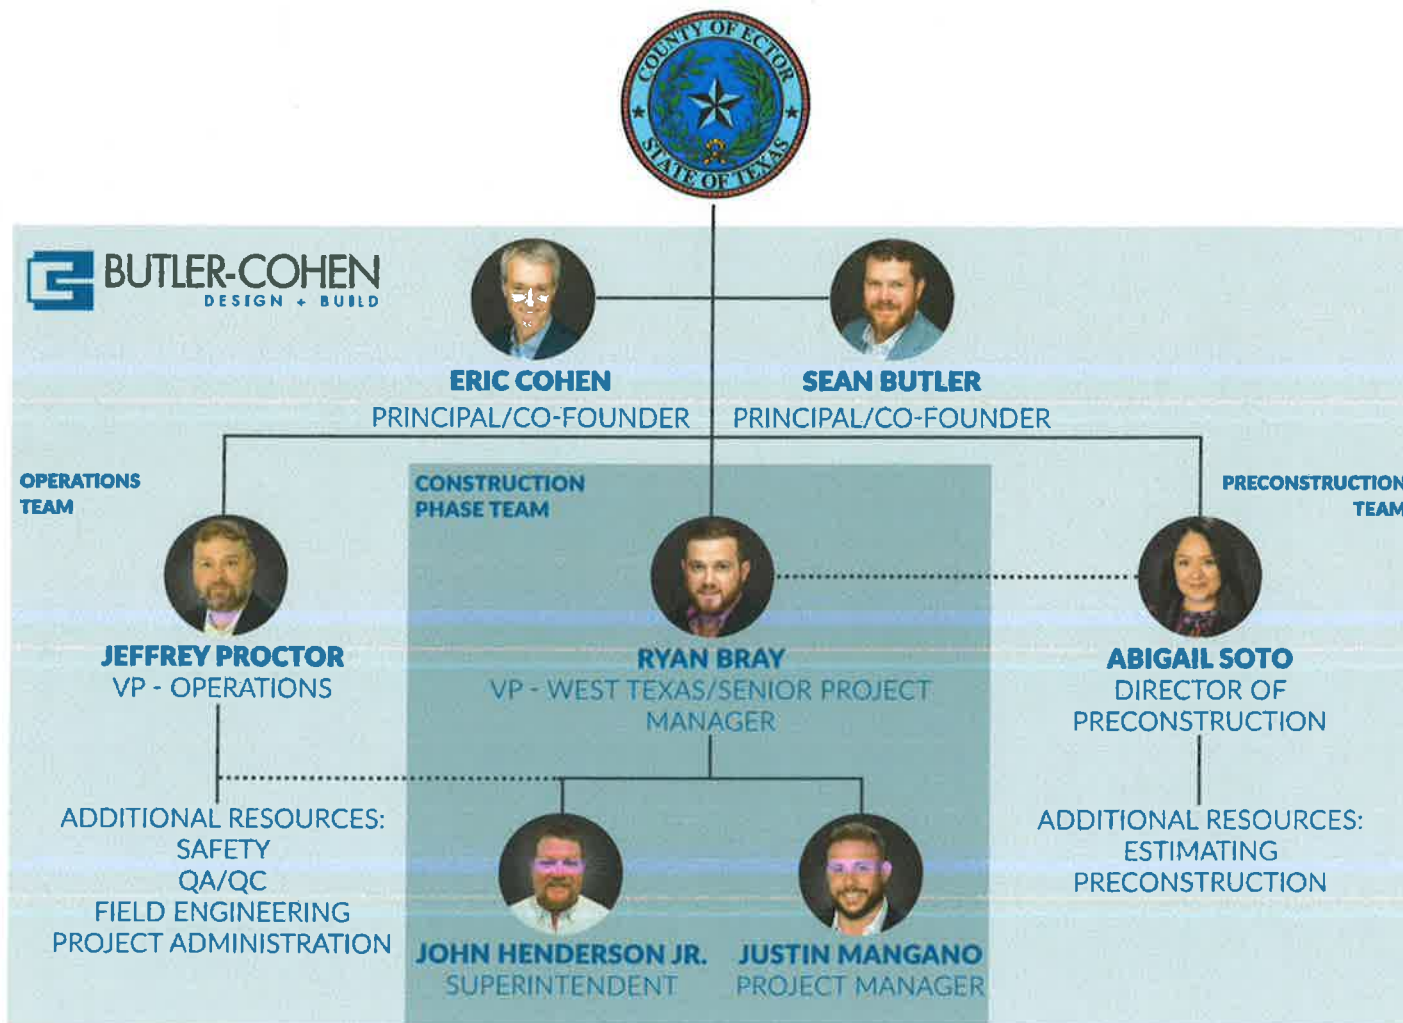 COUNTY OF ECTOR
STATE OF TEXAS
BUTLER-COHEN
DESIGN + BUILD
ERIC COHEN
PRINCIPAL/CO-FOUNDER
SEAN BUTLER
PRINCIPAL/CO-FOUNDER
OPERATIONS
TEAM
CONSTRUCTION
PHASE TEAM
PRECONSTRUCTION
TEAM
JEFFREY PROCTOR
VP - OPERATIONS
RYAN BRAY
VP - WEST TEXAS/SENIOR PROJECT
MANAGER
ABIGAIL SOTO
DIRECTOR OF
PRECONSTRUCTION
ADDITIONAL RESOURCES:
SAFETY
QA/QC
FIELD ENGINEERING
PROJECT ADMINISTRATION
JOHN HENDERSON JR.
SUPERINTENDENT
JUSTIN MANGANO
PROJECT MANAGER
ADDITIONAL RESOURCES:
ESTIMATING
PRECONSTRUCTION